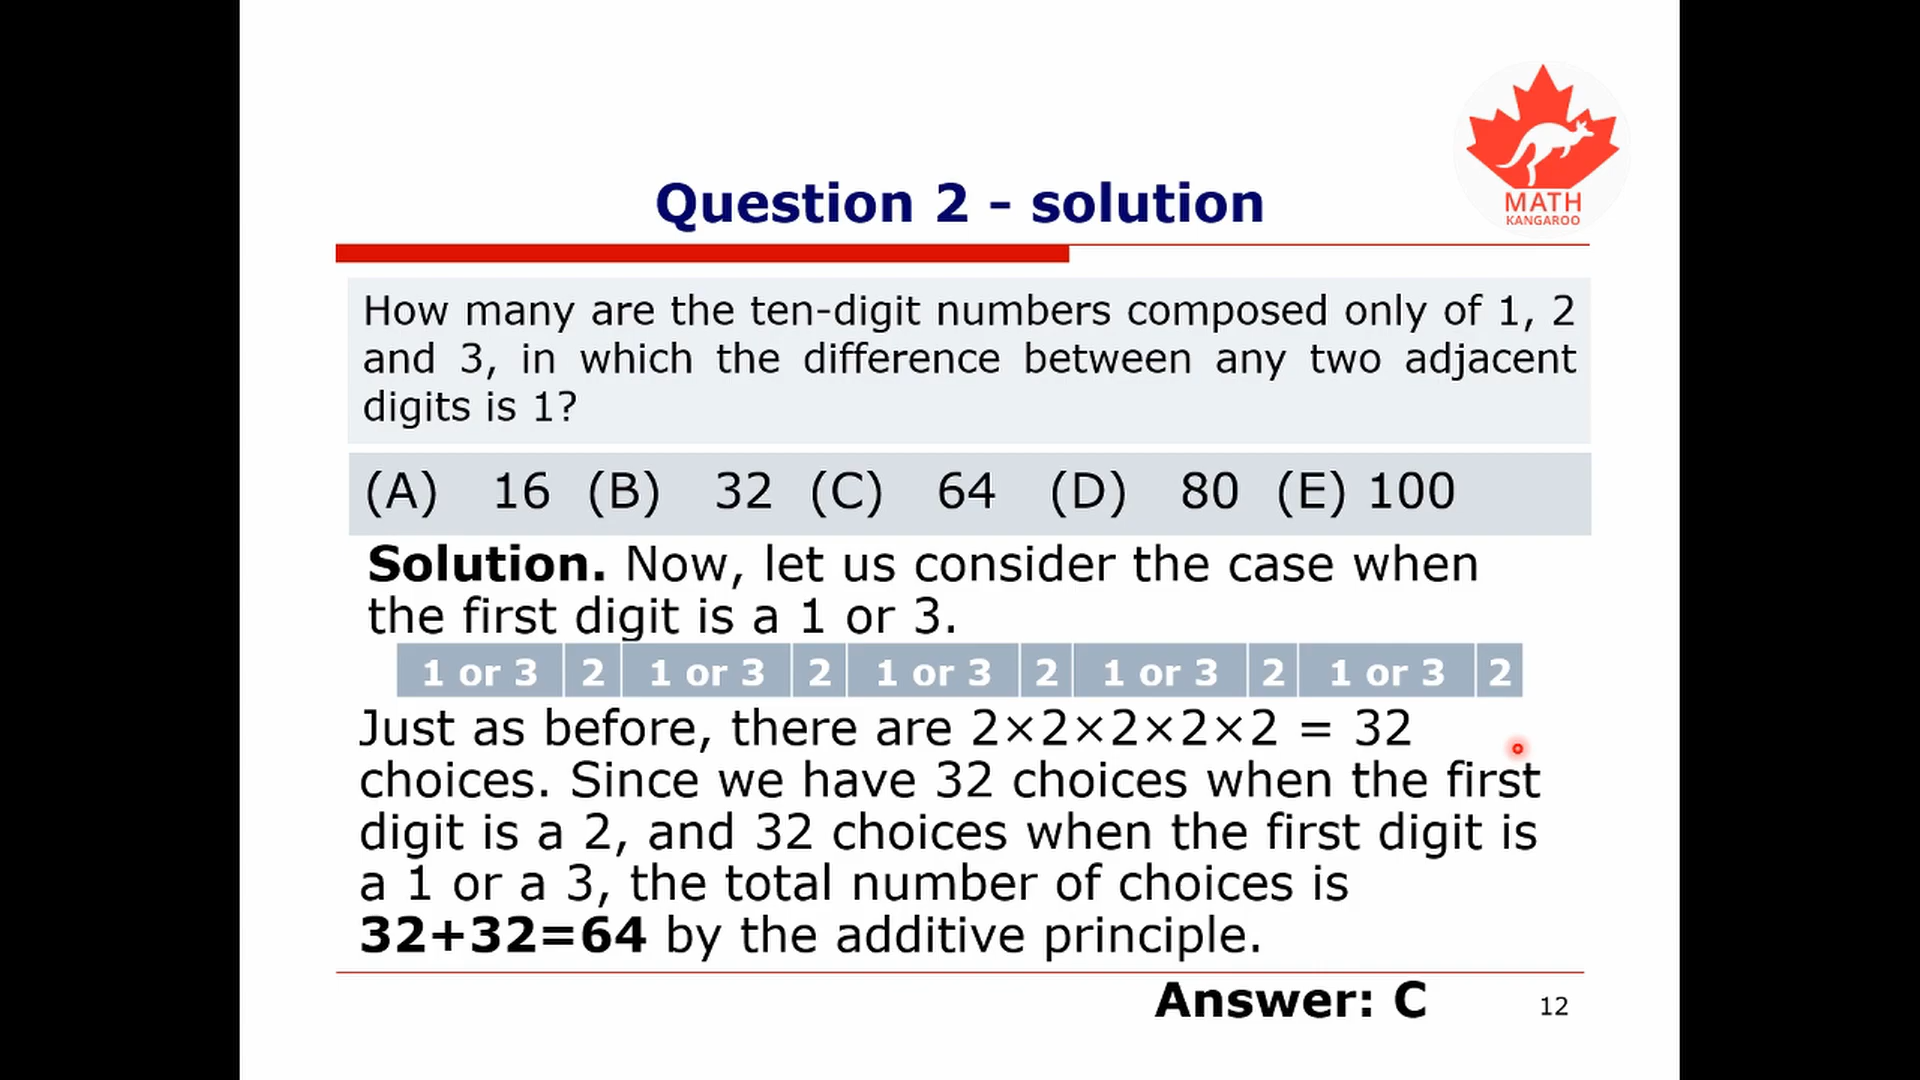 MATH
KANGAROO
Question 2 - solution
How many are the ten-digit numbers composed only of 1, 2
and 3, in which the difference between any two adjacent
digits is 1?
(A) 16 (B) 32 (C) 64 (D) 80 (E) 100
Solution. Now, let us consider the case when
the first digit is a 1 or 3.
1 or 3 2 1 or 3 2 1 or 3 2 1 or 3 2 1 or 3 2
Just as before, there are 2×2×2×2×2 = 32
choices. Since we have 32 choices when the first
digit is a 2, and 32 choices when the first digit is
a 1 or a 3, the total number of choices is
32+32=64 by the additive principle.
Answer: C
12